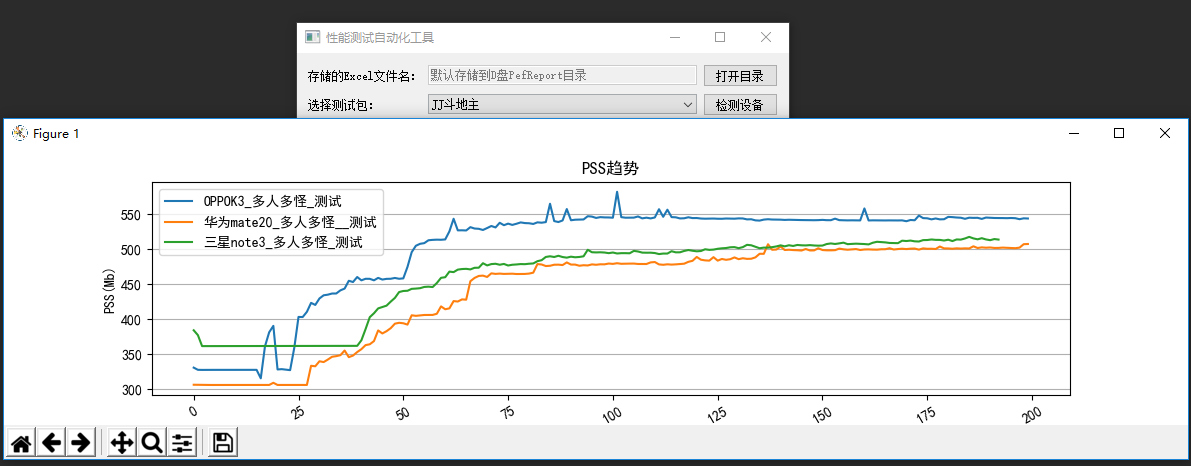 性能测试自动化工具
存储的Excel文件名:
默认存储到D盘PefReport目录
打开目录
选择测试包:
JJ斗地主
检测设备
Figure 1
PSS趋势
OPPOK3_多人多怪_测试
华为mate20_多人多怪__测试
三星note3_多人多怪_测试
PSS(Mb)
550
500
450
400
350
300
0
25
50
75
100
125
150
175
200